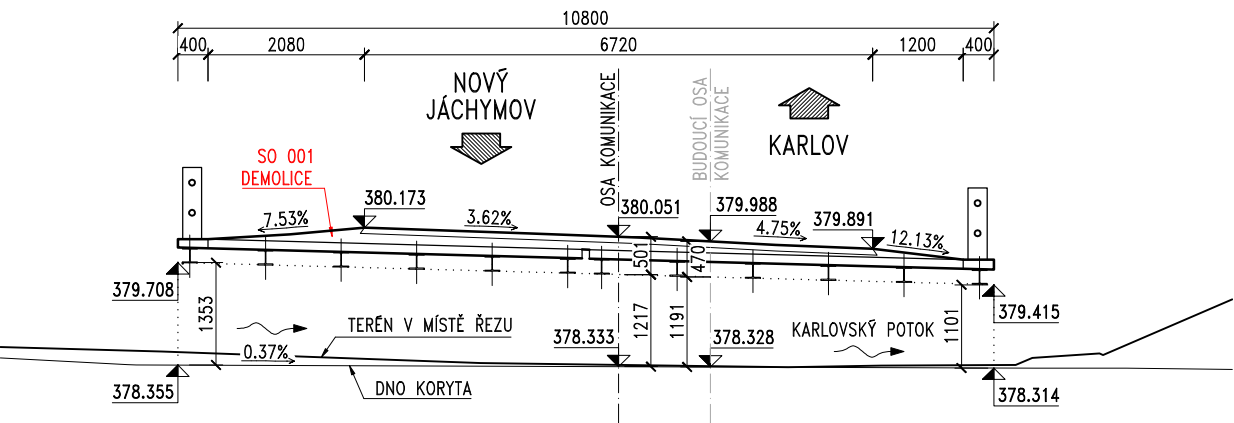 10800
400 2080 6720 1200 400
NOVÝ
JÁCHYMOV
OSA KOMUNIKACE
BUDOUCÍ OSA
KOMUNIKACE
KARLOV
SO 001
DEMOLICE
380.173
380.051
379.988
379.891
7.53%
3.62%
4.75%
12.13%
501
470
379.708
379.415
1353
1217
1191
1101
TERÉN V MÍSTĚ ŘEZU
378.333
378.328
KARLOVSKÝ POTOK
0.37%
DNO KORYTA
378.355
378.314